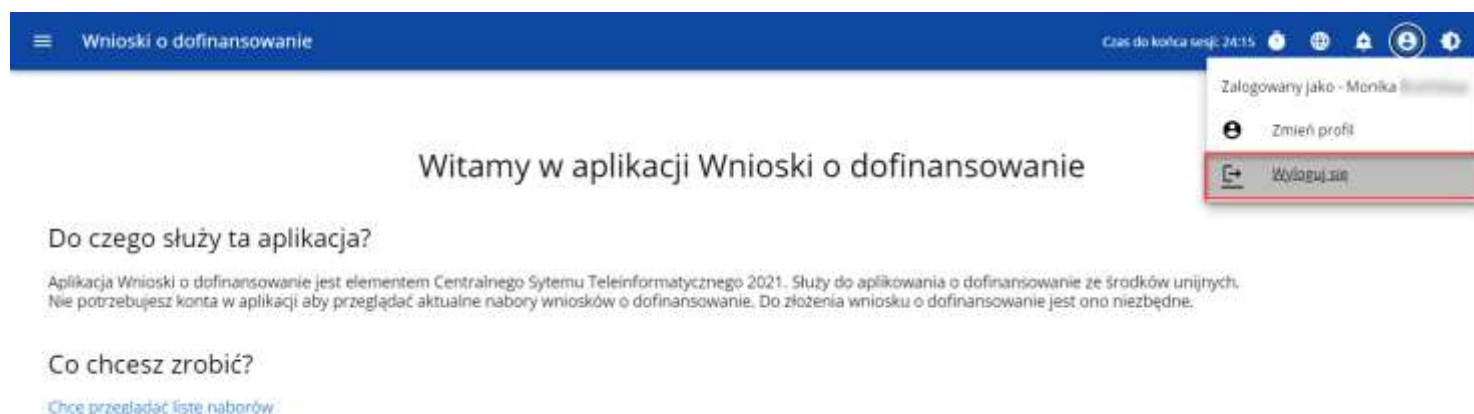 Wnioski o dofinansowanie
Czas do końca sesji: 24:15
Zalogowany jako - Monika
Zmień profil
Wyloguj się
Witamy w aplikacji Wnioski o dofinansowanie
Do czego służy ta aplikacja?
Aplikacja Wnioski o dofinansowanie jest elementem Centralnego Sytemu Teleinformatycznego 2021. Służy do aplikowania o dofinansowanie ze środków unijnych.
Nie potrzebujesz konta w aplikacji aby przeglądać aktualne nabory wniosków o dofinansowanie. Do złożenia wniosku o dofinansowanie jest ono niezbędne.
Co chcesz zrobić?
Chcę przeglądać listę naborów